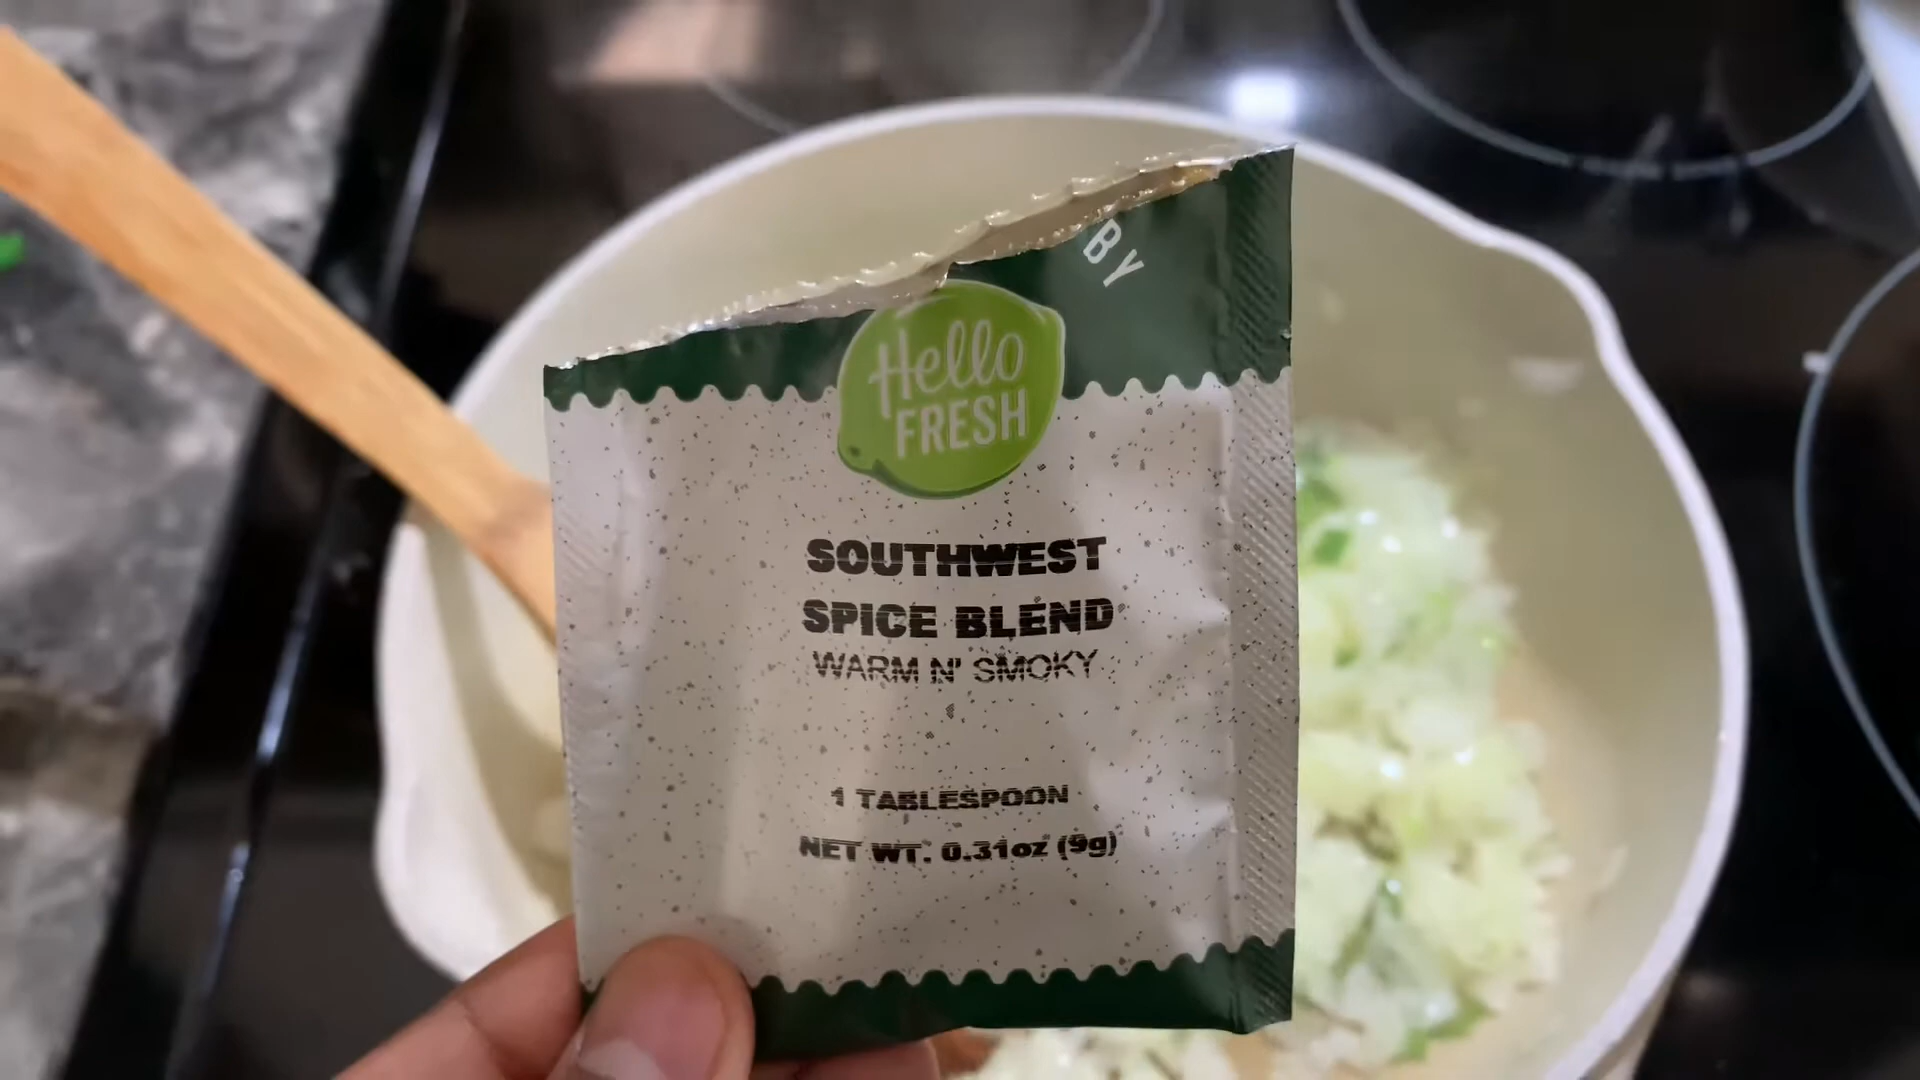 BY
Hello
FRESH
SOUTHWEST
SPICE BLEND
WARM N' SMOKY
1 TABLESPOON
NET WT. 0.31oz (9g)